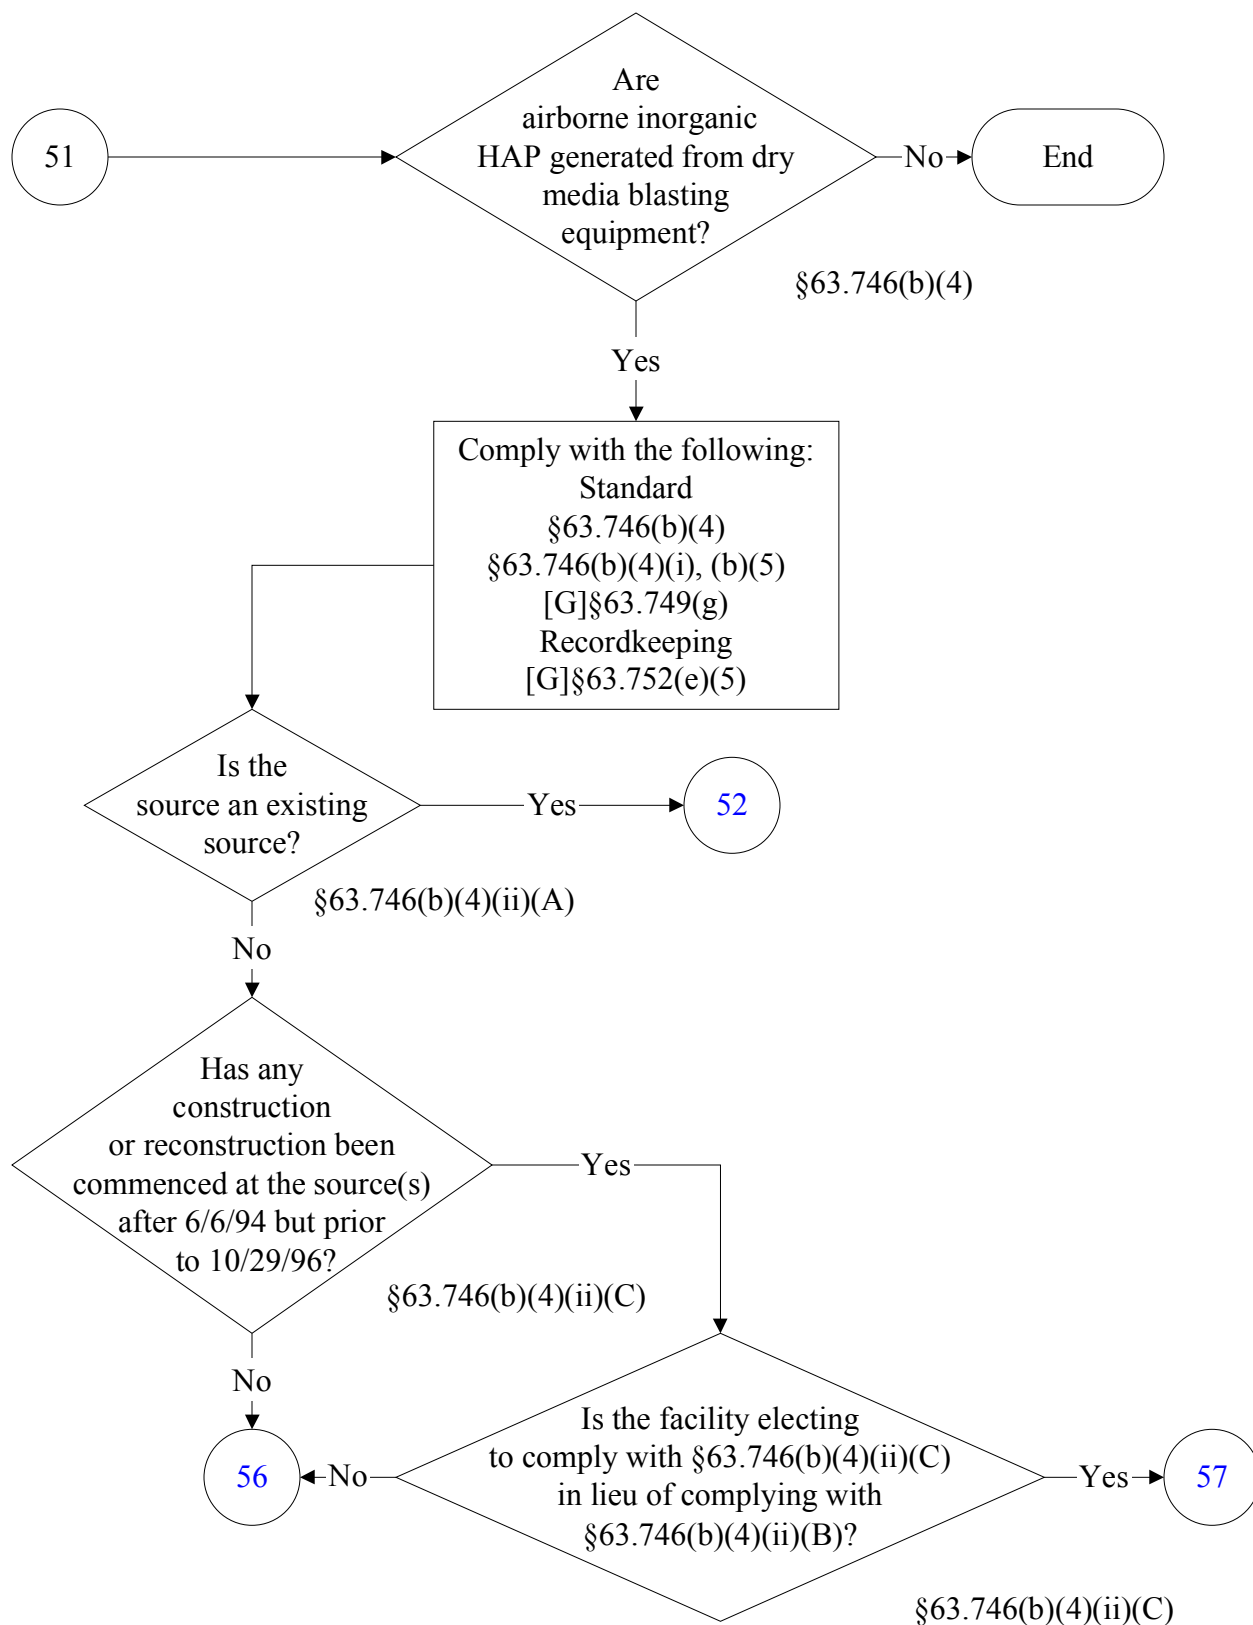 51
Are
airborne inorganic
HAP generated from dry
media blasting
equipment?
No
End
§63.746(b)(4)
Yes
Comply with the following:
Standard
§63.746(b)(4)
§63.746(b)(4)(i), (b)(5)
[G]§63.749(g)
Recordkeeping
[G]§63.752(e)(5)
Is the
source an existing
source?
Yes
52
§63.746(b)(4)(ii)(A)
No
Has any
construction
or reconstruction been
commenced at the source(s)
after 6/6/94 but prior
to 10/29/96?
Yes
§63.746(b)(4)(ii)(C)
No
56
No
Is the facility electing
to comply with §63.746(b)(4)(ii)(C)
in lieu of complying with
§63.746(b)(4)(ii)(B)?
Yes
57
§63.746(b)(4)(ii)(C)